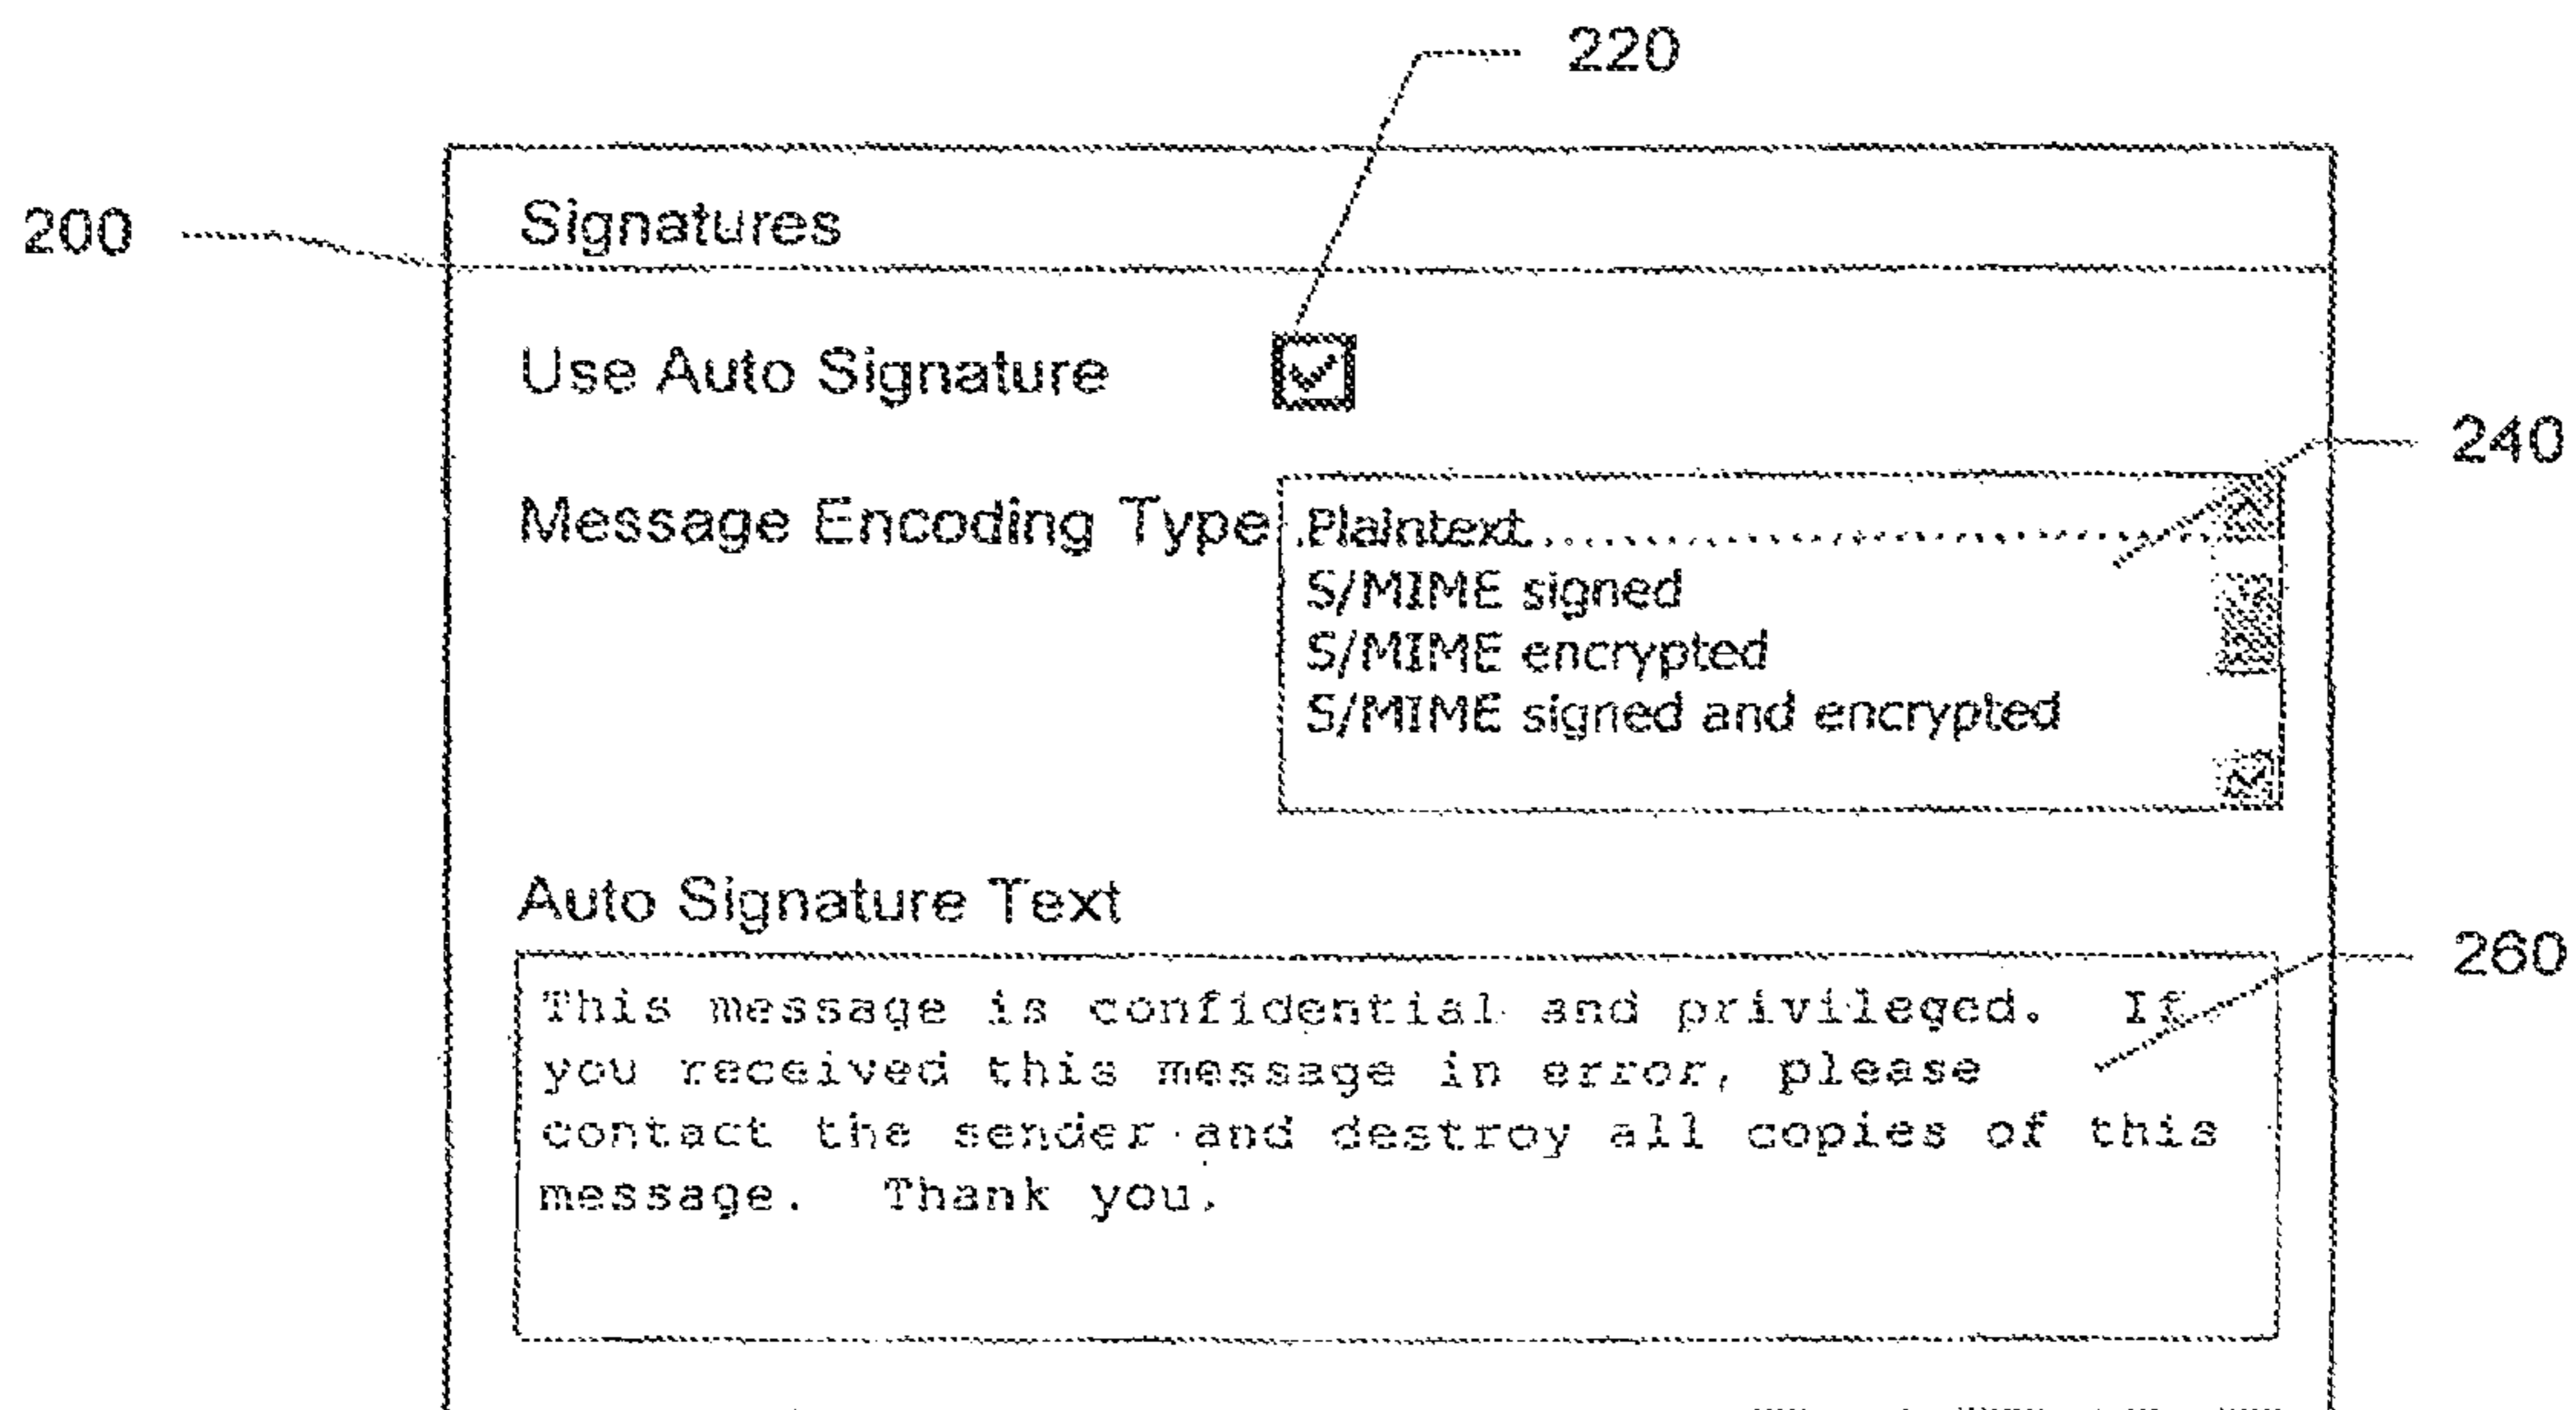 220
200
Signatures
Use Auto Signature
240
Message Encoding Type
Plaintext
S/MIME signed
S/MIME encrypted
S/MIME signed and encrypted
Auto Signature Text
260
This message is confidential and privileged. If
you received this message in error, please
contact the sender and destroy all copies of this
message. Thank you.